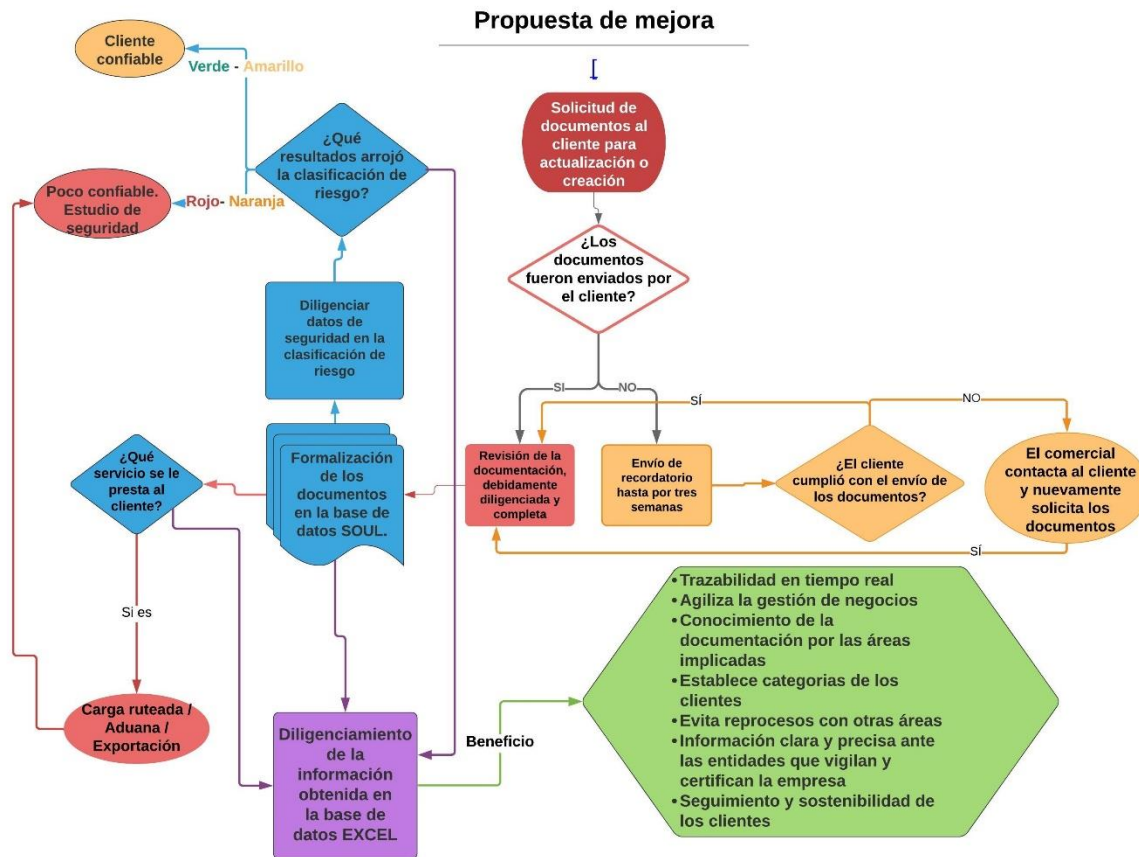 Propuesta de mejora
Cliente
confiable
Verde - Amarillo
Solicitud de
documentos al
cliente para
actualización o
creación
¿Qué
resultados arrojó
la clasificación de
riesgo?
Poco confiable.
Estudio de
seguridad
Rojo- Naranja
¿Los
documentos
fueron enviados por
el cliente?
Diligenciar
datos de
seguridad en la
clasificación de
riesgo
SI
NO
SÍ
NO
¿Qué
servicio se le
presta al
cliente?
Formalización
de los
documentos
en la base de
datos SOUL.
Revisión de la
documentación,
debidamente
diligenciada y
completa
Envío de
recordatorio
hasta por tres
semanas
¿El cliente
cumplió con el envío
de los documentos?
El comercial
contacta al cliente
y nuevamente
solicita los
documentos
SÍ
Si es
Carga ruteada /
Aduana /
Exportación
Diligenciamiento
de la
información
obtenida en
la base de
datos EXCEL
Beneficio
• Trazabilidad en tiempo real
• Agiliza la gestión de negocios
• Conocimiento de la
documentación por las áreas
implicadas
• Establece categorias de los
clientes
• Evita reprocesos con otras áreas
• Información clara y precisa ante
las entidades que vigilan y
certifican la empresa
• Seguimiento y sostenibilidad de
los clientes